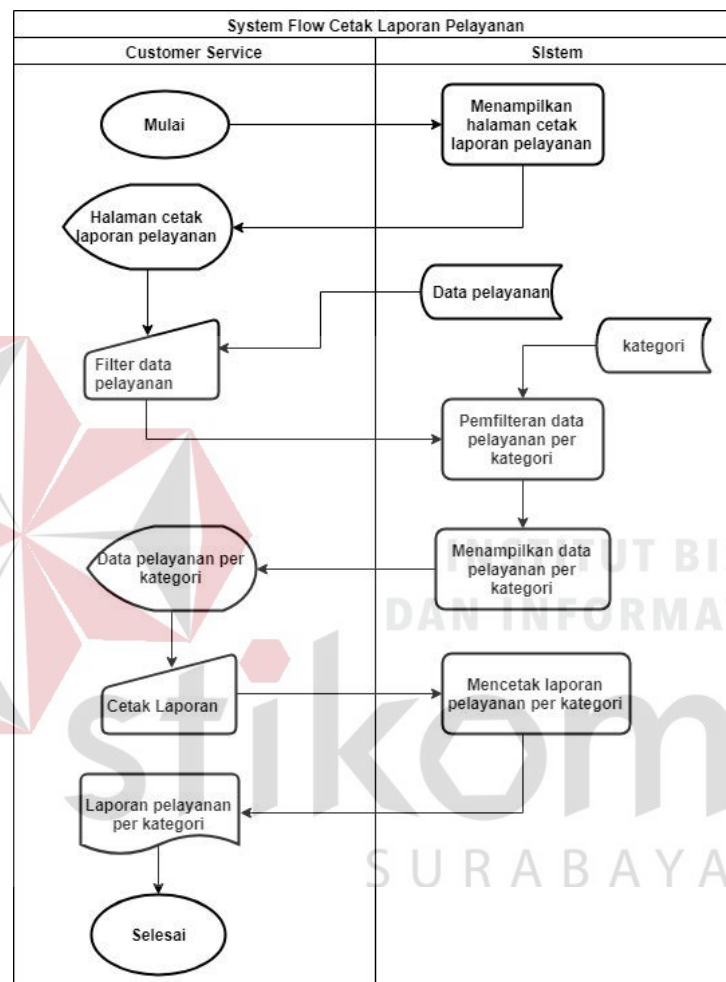 System Flow Cetak Laporan Pelayanan
Customer Service
SIstem
Mulai
Menampilkan
halaman cetak
laporan pelayanan
Halaman cetak
laporan pelayanan
Data pelayanan
kategori
Filter data
pelayanan
Pemfilteran data
pelayanan per
kategori
Data pelayanan per
kategori
Menampilkan data
pelayanan per
kategori
INSTITUT BI
DAN INFORMA
Cetak Laporan
Mencetak laporan
pelayanan per kategori
stikom
Laporan pelayanan
per kategori
SURABAYA
Selesai